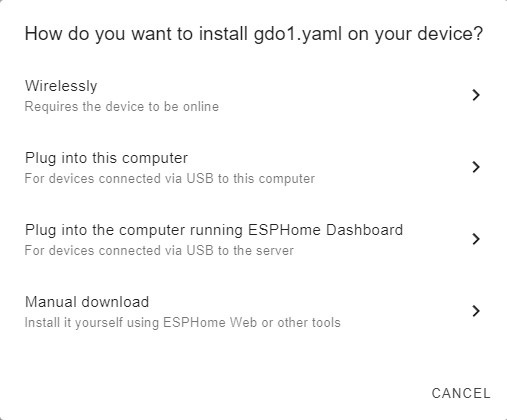 How do you want to install gdo1.yaml on your device?
Wirelessly
Requires the device to be online
Plug into this computer
For devices connected via USB to this computer
Plug into the computer running ESPHome Dashboard
For devices connected via USB to the server
Manual download
Install it yourself using ESPHome Web or other tools
CANCEL